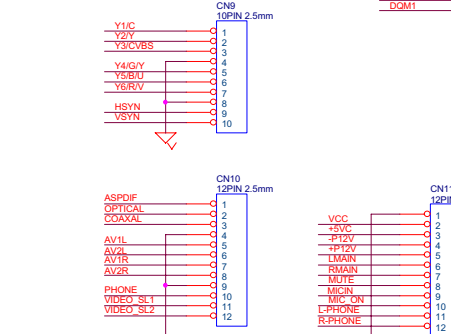 DQM1
CN9
10PIN 2.5mm
Y1/C
Y2/Y
Y3/CVBS
Y4/G/Y
Y5/B/U
Y6/R/V
HSYN
VSYN
1
2
3
4
5
6
7
8
9
10
CN10
12PIN 2.5mm
ASPDIF
OPTICAL
COAXAL
AV1L
AV2L
AV1R
AV2R
PHONE
VIDEO_SL1
VIDEO_SL2
1
2
3
4
5
6
7
8
9
10
11
12
CN11
12PIN
VCC
+5VC
-P12V
+P12V
LMAIN
RMAIN
MUTE
MICIN
MIC_ON
L-PHONE
R-PHONE
1
2
3
4
5
6
7
8
9
10
11
12